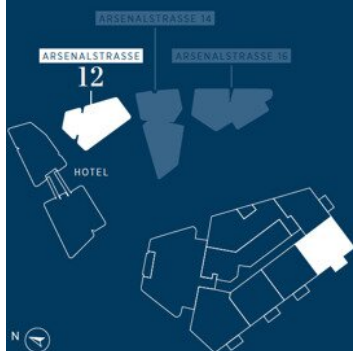 ARSENALSTRASSE 14
ARSENALSTRASSE
12
ARSENALSTRASSE 16
HOTEL
N